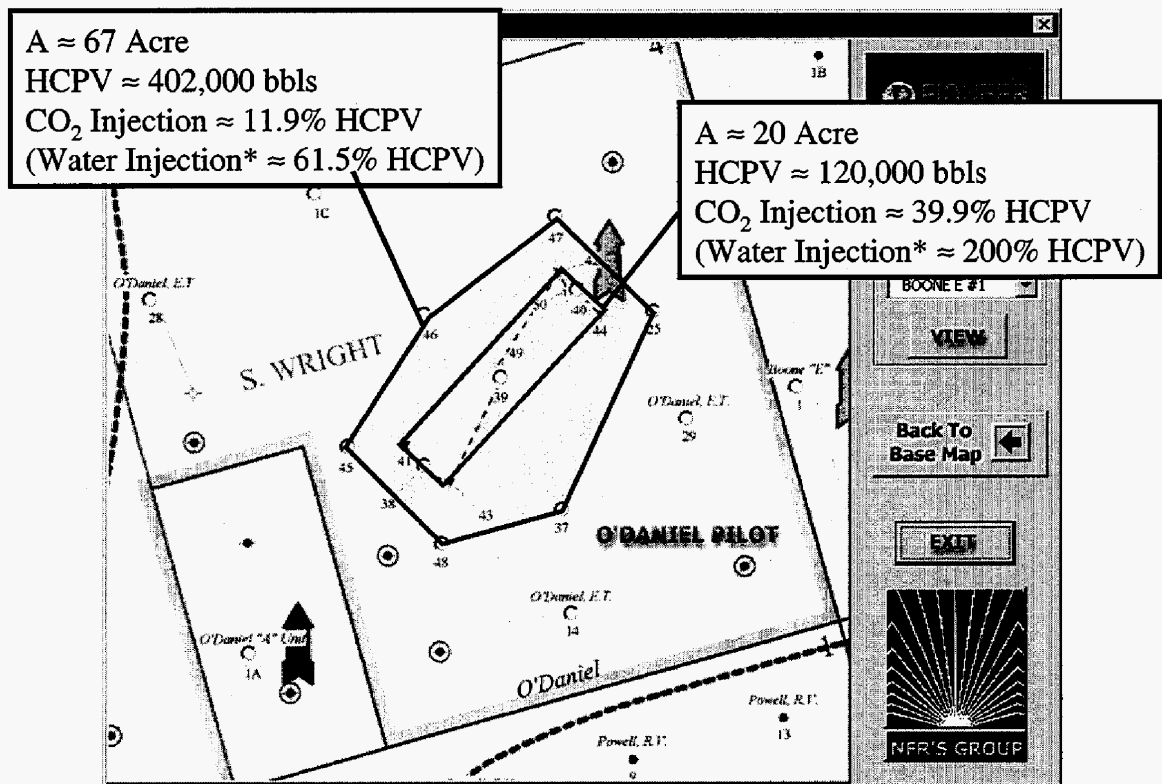 A ≈ 67 Acre
HCPV ≈ 402,000 bbls
CO₂ Injection ≈ 11.9% HCPV
(Water Injection* ≈ 61.5% HCPV)
A ≈ 20 Acre
HCPV ≈ 120,000 bbls
CO₂ Injection ≈ 39.9% HCPV
(Water Injection* ≈ 200% HCPV)
1B
1C
47
O'Daniel, E.T.
28
46
50
40
44
25
BOONE E #1
VIEW
S. WRIGHT
49
39
Boone "E"
1
O'Daniel, E.T.
29
Back To
Base Map
45
41
38
43
37
48
O'DANIEL PILOT
EXIT
O'Daniel, E.T.
14
O'Daniel "A" Unit
1A
O'Daniel
1
Powell, R.V.
13
Powell, R.V.
9
NFR'S GROUP